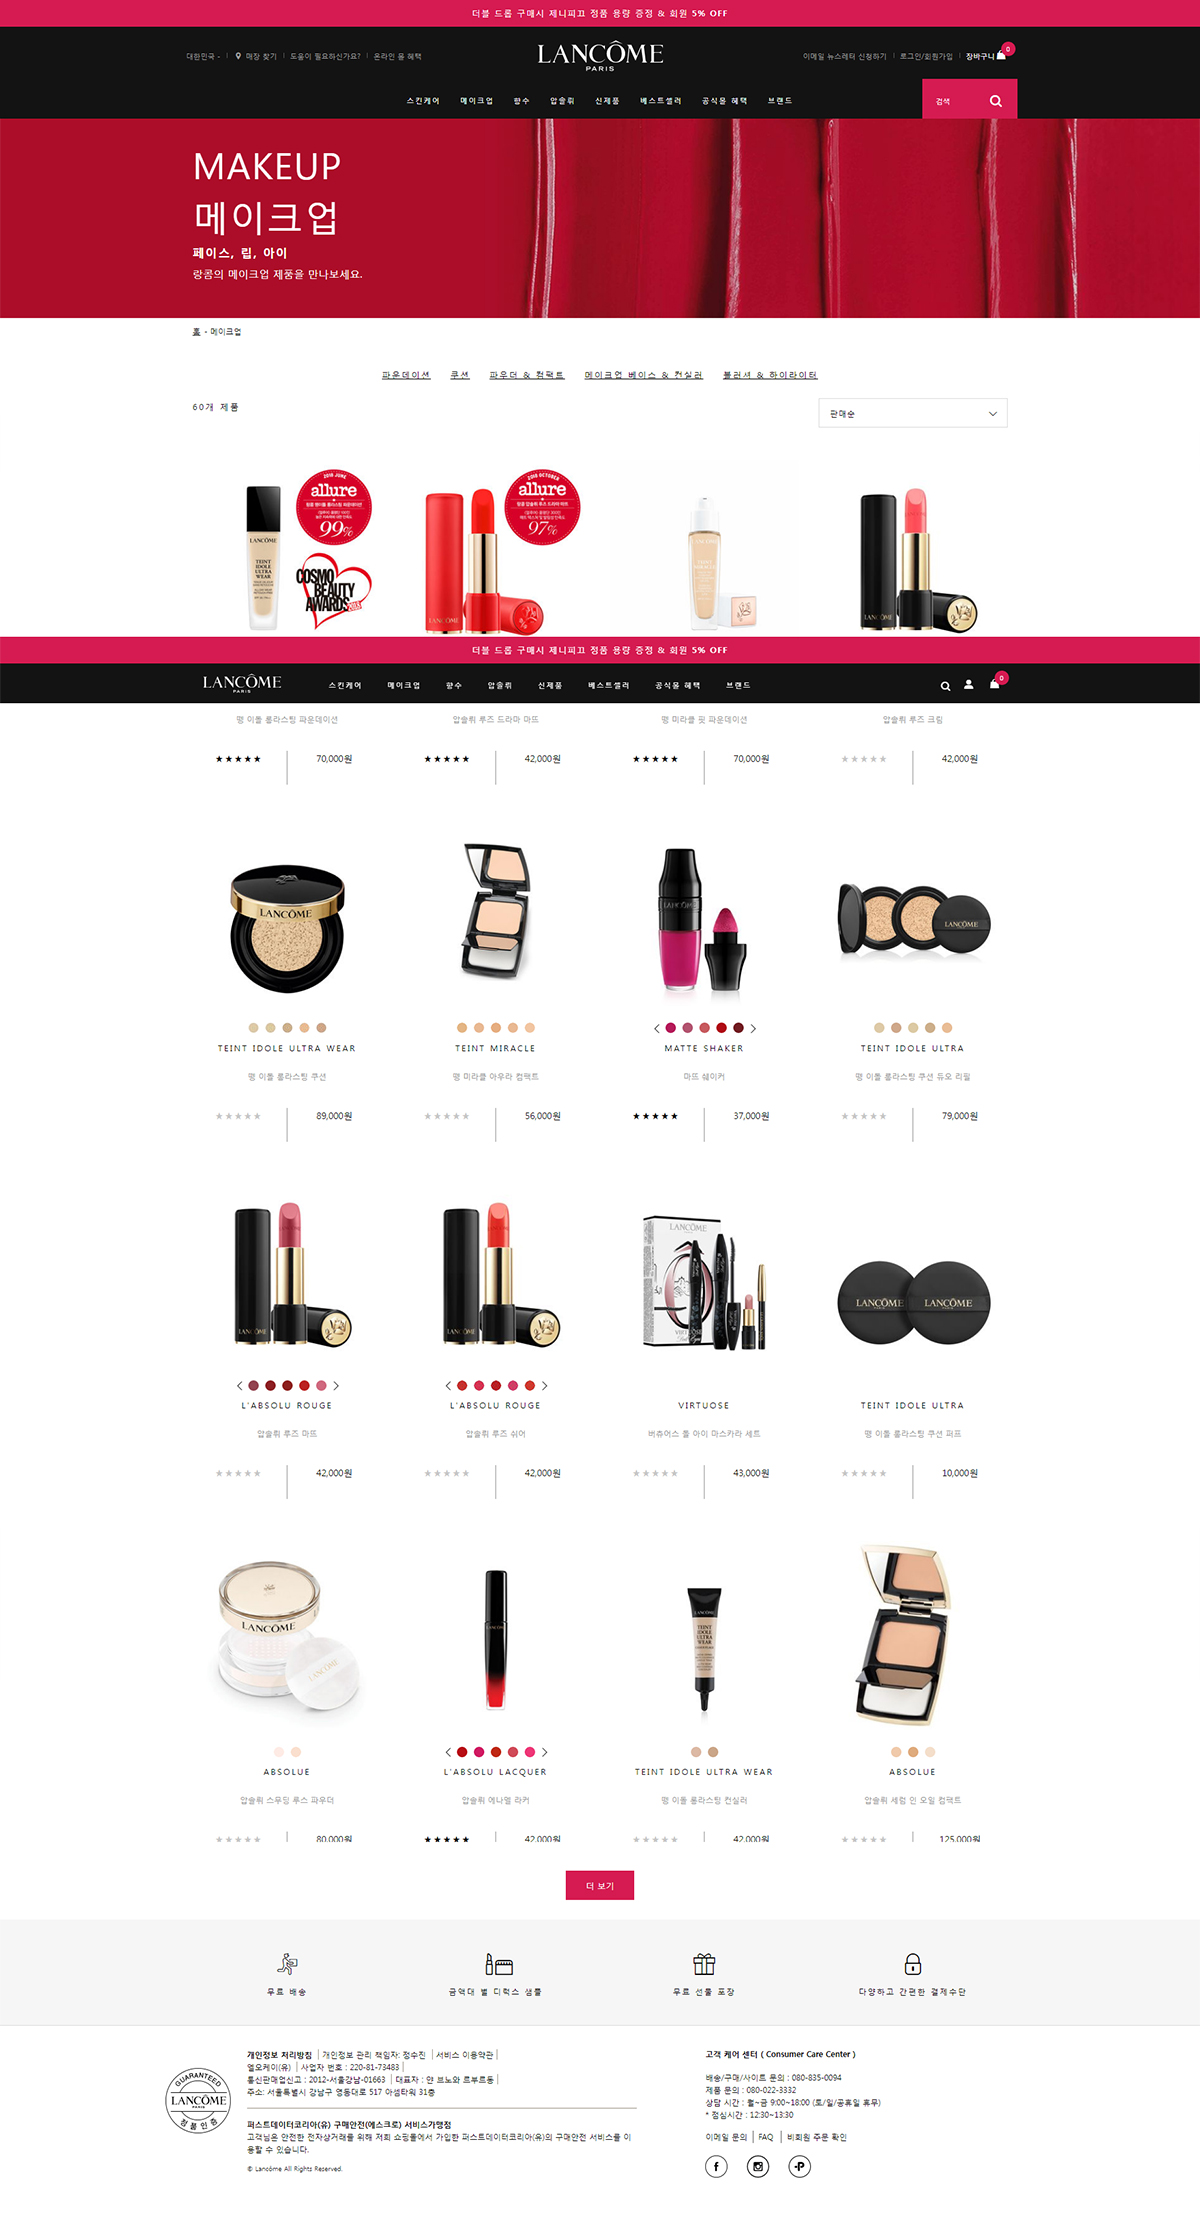 더블 드롭 구매시 제니피끄 정품 용량 증정 & 회원 5% OFF
대한민국 -
매장 찾기
도움이 필요하신가요?
온라인 몰 혜택
LANCÔME
PARIS
이메일 뉴스레터 신청하기
로그인/회원가입
장바구니
0
스킨케어 메이크업 향수 압솔뤼 신제품 베스트셀러 공식몰 혜택 브랜드
검색
MAKEUP
메이크업
페이스, 립, 아이
랑콤의 메이크업 제품을 만나보세요.
홈 - 메이크업
파운데이션 쿠션 파우더 & 컴팩트 메이크업 베이스 & 컨실러 블러셔 & 하이라이터
60개 제품
판매순
2018 JUNE
allure
99%
COSMO
BEAUTY
AWARDS
LANCÔME
TEINT
IDOLE
ULTRA
WEAR
2018 OCTOBER
allure
97%
LANCÔME
TEINT
MIRACLE
LANCÔME
더블 드롭 구매시 제니피끄 정품 용량 증정 & 회원 5% OFF
LANCÔME
PARIS
스킨케어 메이크업 향수 압솔뤼 신제품 베스트셀러 공식몰 혜택 브랜드
0
뗑 이돌 롱라스팅 파운데이션
압솔뤼 루즈 드라마 마뜨
뗑 미라클 핏 파운데이션
압솔뤼 루즈 크림
★★★★★ 70,000원
★★★★★ 42,000원
★★★★★ 70,000원
★★★★★ 42,000원
LANCÔME
LANCÔME
LANCÔME
TEINT IDOLE ULTRA WEAR
TEINT MIRACLE
MATTE SHAKER
TEINT IDOLE ULTRA
뗑 이돌 롱라스팅 쿠션
뗑 미라클 아우라 컴팩트
마뜨 쉐이커
뗑 이돌 롱라스팅 쿠션 듀오 리필
★★★★★ 89,000원
★★★★★ 56,000원
★★★★★ 37,000원
★★★★★ 79,000원
LANCÔME
LANCÔME
LANCÔME
VIRTUOSE
LANCÔME
LANCÔME
L'ABSOLU ROUGE
L'ABSOLU ROUGE
VIRTUOSE
TEINT IDOLE ULTRA
압솔뤼 루즈 마뜨
압솔뤼 루즈 쉬어
버츄어스 돌 아이 마스카라 세트
뗑 이돌 롱라스팅 쿠션 퍼프
★★★★★ 42,000원
★★★★★ 42,000원
★★★★★ 43,000원
★★★★★ 10,000원
LANCÔME
LANCÔME
LANCÔME
LANCÔME
TEINT
IDOLE
ULTRA
WEAR
ABSOLUE
L'ABSOLU LACQUER
TEINT IDOLE ULTRA WEAR
ABSOLUE
압솔뤼 스무딩 루스 파우더
압솔뤼 에나멜 라커
뗑 이돌 롱라스팅 컨실러
압솔뤼 세럼 인 오일 컴팩트
★★★★★ 80,000원
★★★★★ 42,000원
★★★★★ 42,000원
★★★★★ 125,000원
더 보기
무료 배송
금액대 별 디럭스 샘플
무료 선물 포장
다양하고 간편한 결제수단
GUARANTEED
LANCÔME
PARIS
정품인증
개인정보 처리방침 | 개인정보 관리 책임자: 정수진 | 서비스 이용약관 |
엘오케이(유) | 사업자 번호 : 220-81-73483 |
통신판매업신고 : 2012-서울강남-01663 | 대표자 : 얀 브노와 르부르동 |
주소: 서울특별시 강남구 영동대로 517 아셈타워 31층
퍼스트데이터코리아(유) 구매안전(에스크로) 서비스가맹점
고객님은 안전한 전자상거래를 위해 저희 쇼핑몰에서 가입한 퍼스트데이터코리아(유)의 구매안전 서비스를 이
용할 수 있습니다.
© Lancôme All Rights Reserved.
고객 케어 센터 ( Consumer Care Center )
배송/구매/사이트 문의 : 080-835-0094
제품 문의 : 080-022-3332
상담 시간 : 월~금 9:00~18:00 (토/일/공휴일 휴무)
* 점심시간 : 12:30~13:30
이메일 문의 | FAQ | 비회원 주문 확인